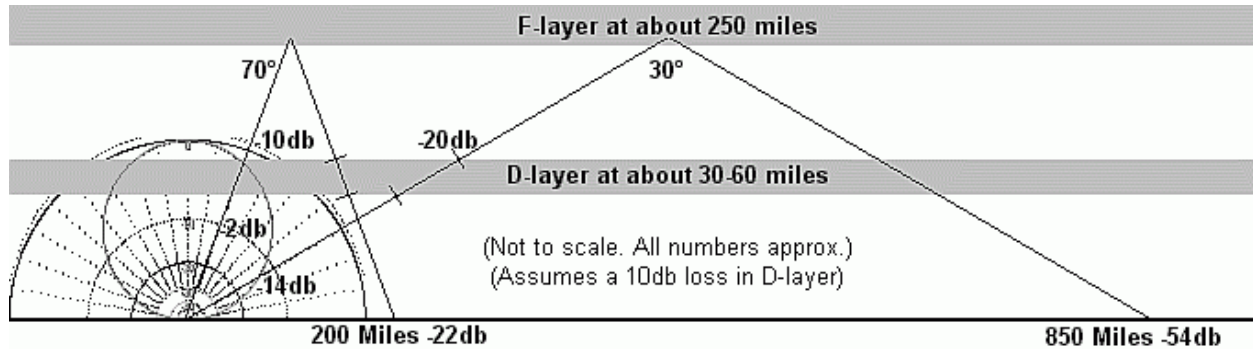 F-layer at about 250 miles
70°
30°
-10db
-20db
D-layer at about 30-60 miles
-2db
(Not to scale. All numbers approx.)
(Assumes a 10db loss in D-layer)
-14db
200 Miles -22db
850 Miles -54db